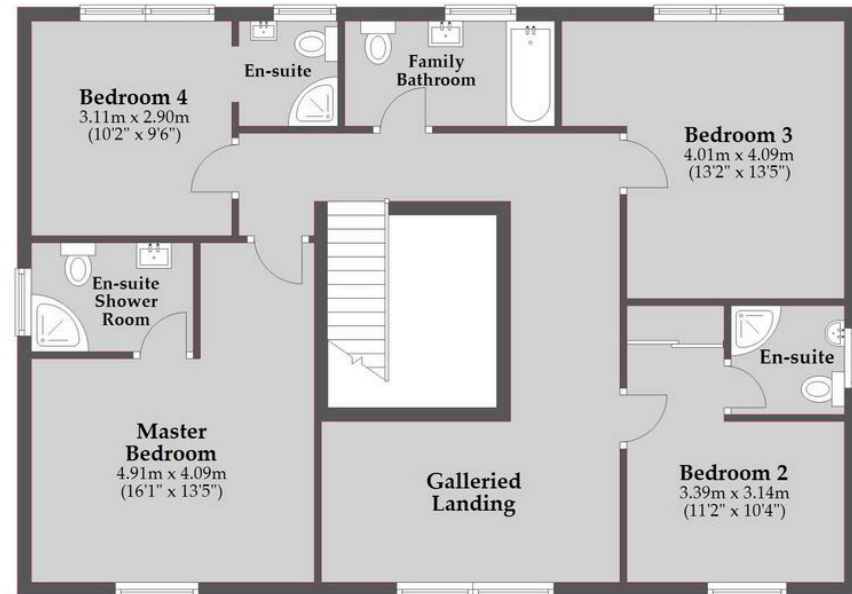 Bedroom 4
3.11m x 2.90m
(10'2" x 9'6")
En-suite
Family
Bathroom
Bedroom 3
4.01m x 4.09m
(13'2" x 13'5")
En-suite
Shower
Room
En-suite
Master
Bedroom
4.91m x 4.09m
(16'1" x 13'5")
Galleried
Landing
Bedroom 2
3.39m x 3.14m
(11'2" x 10'4")